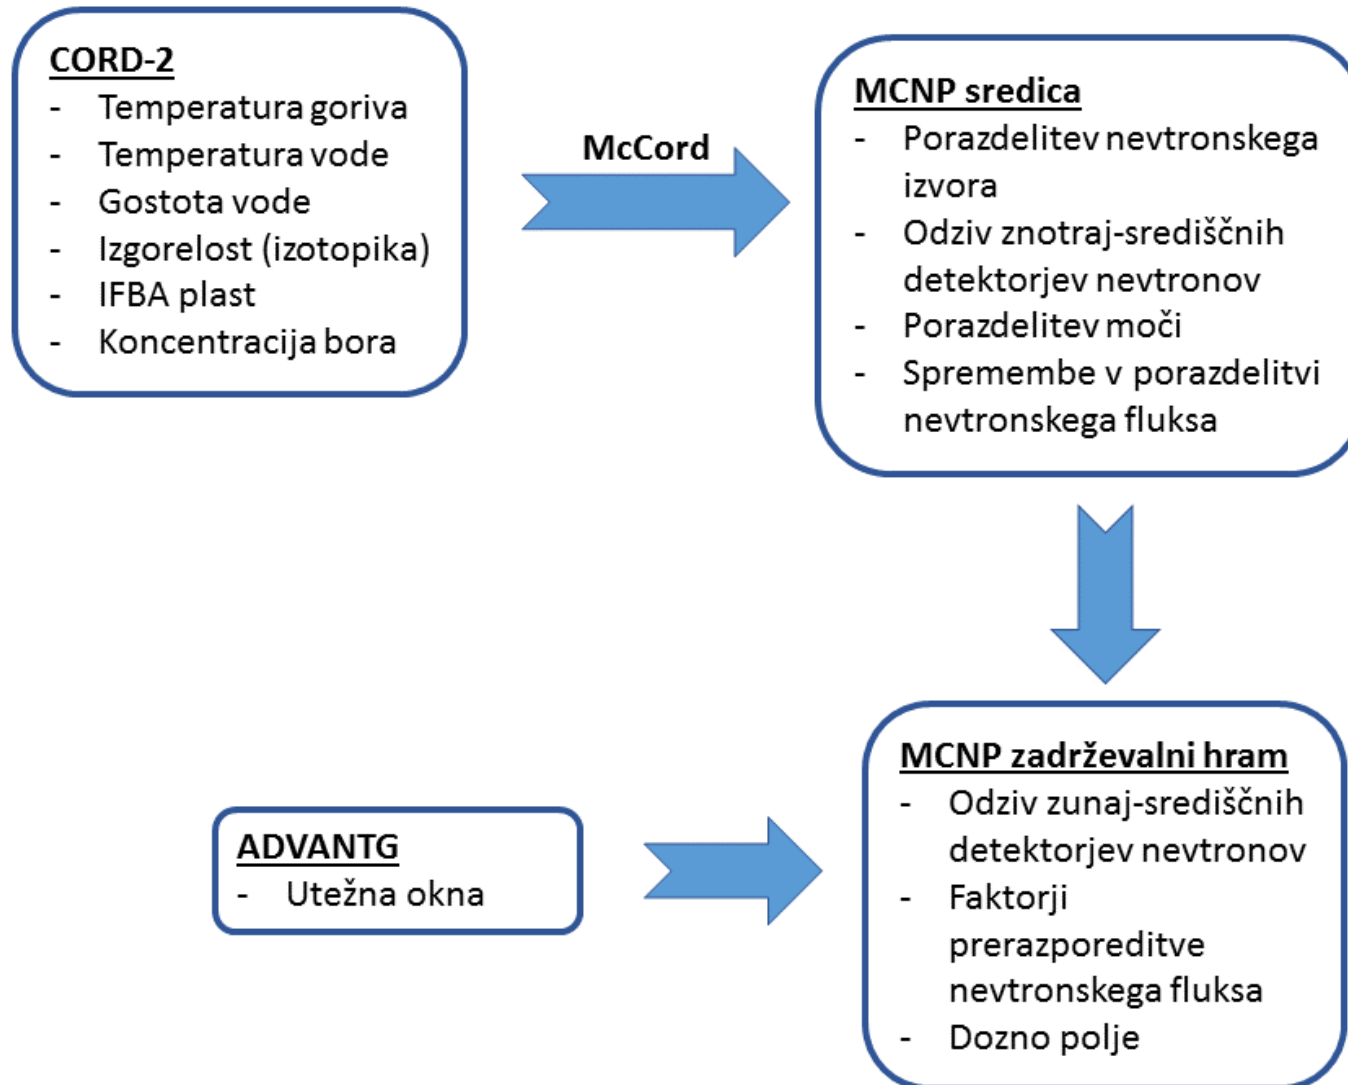 CORD-2
- Temperatura goriva
- Temperatura vode
- Gostota vode
- Izgorelost (izotopika)
- IFBA plast
- Koncentracija bora
McCord
MCNP sredica
- Porazdelitev nevtronskega
izvora
- Odziv znotraj-središčnih
detektorjev nevtronov
- Porazdelitev moči
- Spremembe v porazdelitvi
nevtronskega fluksa
ADVANTG
- Utežna okna
MCNP zadrževalni hram
- Odziv zunaj-središčnih
detektorjev nevtronov
- Faktorji
prerazporeditve
nevtronskega fluksa
- Dozno polje